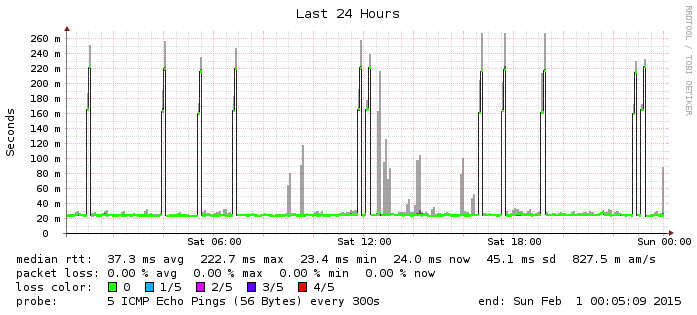 Last 24 Hours
RRDTOOL / TOBI OETIKER
Seconds
260 m
240 m
220 m
200 m
180 m
160 m
140 m
120 m
100 m
80 m
60 m
40 m
20 m
0
Sat 06:00 Sat 12:00 Sat 18:00 Sun 00:00
median rtt: 37.3 ms avg 222.7 ms max 23.4 ms min 24.0 ms now 45.1 ms sd 827.5 m am/s
packet loss: 0.00 % avg 0.00 % max 0.00 % min 0.00 % now
loss color: 0 1/5 2/5 3/5 4/5
probe: 5 ICMP Echo Pings (56 Bytes) every 300s end: Sun Feb 1 00:05:09 2015